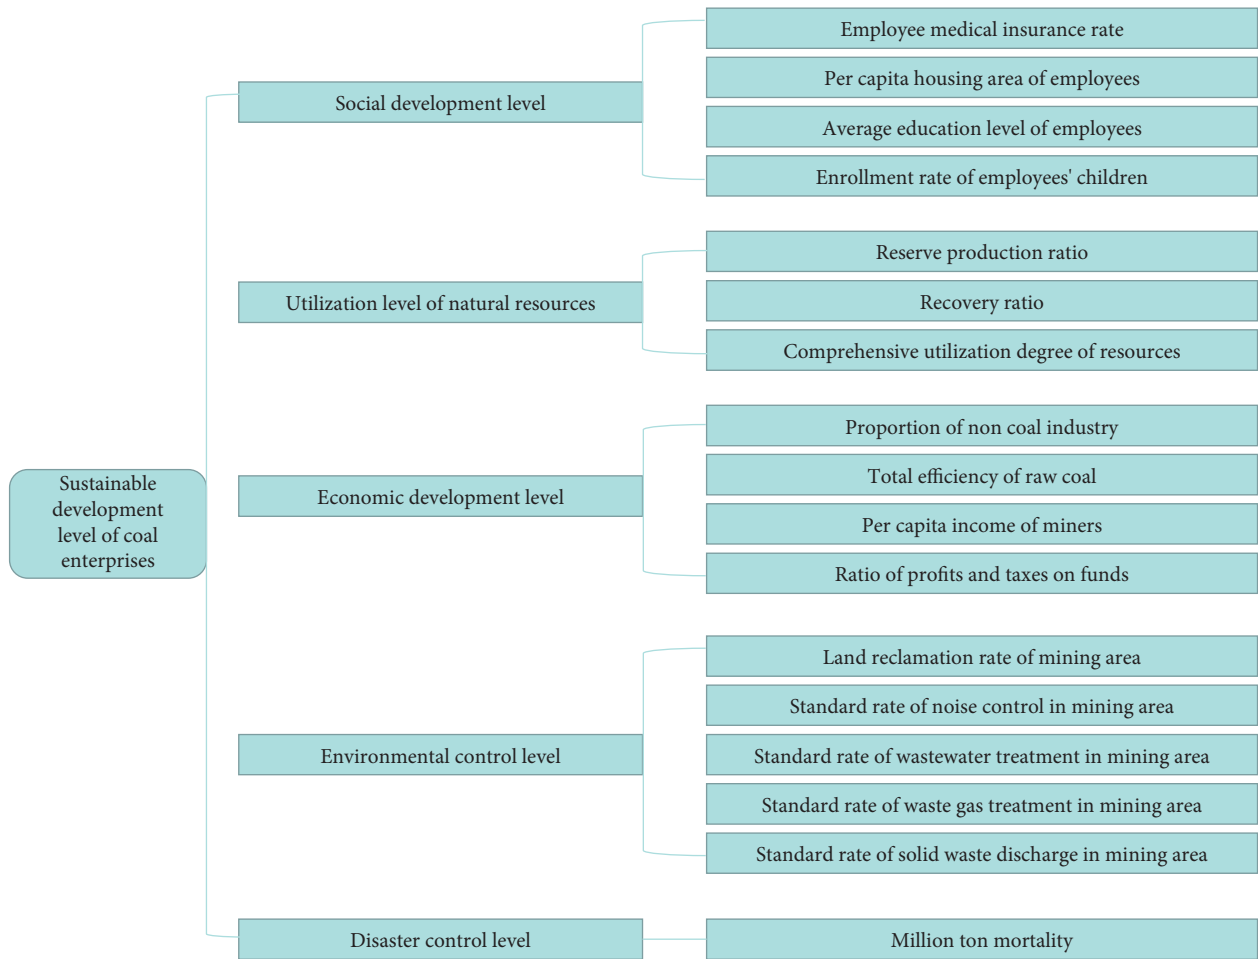 Sustainable
development
level of coal
enterprises
Social development level
Employee medical insurance rate
Per capita housing area of employees
Average education level of employees
Enrollment rate of employees' children
Utilization level of natural resources
Reserve production ratio
Recovery ratio
Comprehensive utilization degree of resources
Economic development level
Proportion of non coal industry
Total efficiency of raw coal
Per capita income of miners
Ratio of profits and taxes on funds
Environmental control level
Land reclamation rate of mining area
Standard rate of noise control in mining area
Standard rate of wastewater treatment in mining area
Standard rate of waste gas treatment in mining area
Standard rate of solid waste discharge in mining area
Disaster control level
Million ton mortality